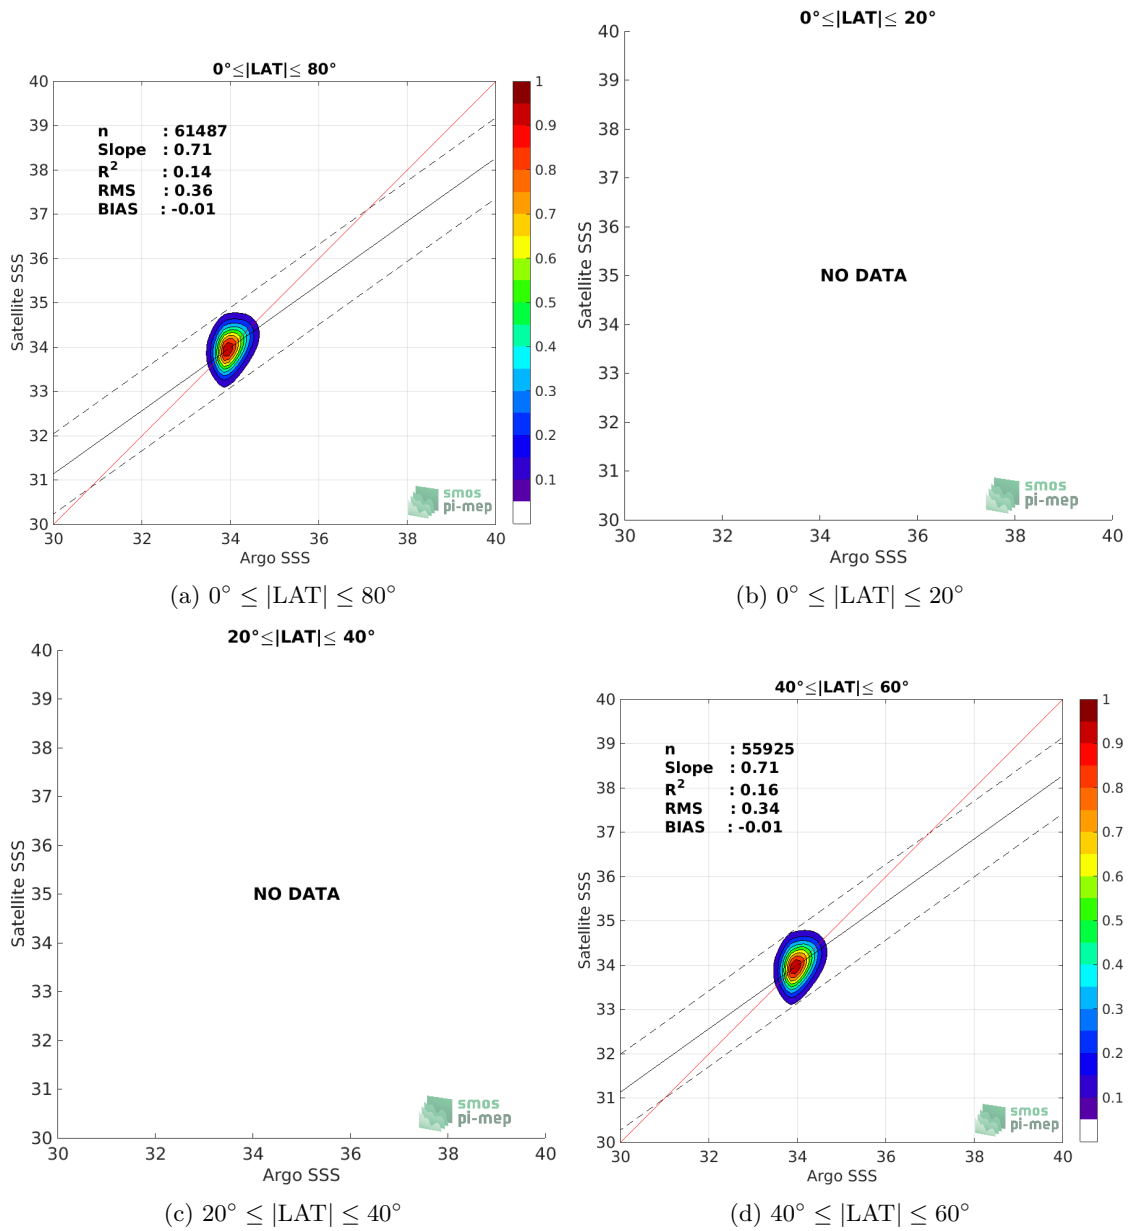 0°≤|LAT|≤ 80°
40
39
38
37
36
35
34
33
32
31
30
Satellite SSS
n : 61487
Slope : 0.71
R² : 0.14
RMS : 0.36
BIAS : -0.01
smos
pi-mep
30 32 34 36 38 40
Argo SSS
1
0.9
0.8
0.7
0.6
0.5
0.4
0.3
0.2
0.1
(a) 0° ≤ |LAT| ≤ 80°
0°≤|LAT|≤ 20°
40
39
38
37
36
35
34
33
32
31
30
Satellite SSS
NO DATA
smos
pi-mep
30 32 34 36 38 40
Argo SSS
(b) 0° ≤ |LAT| ≤ 20°
20°≤|LAT|≤ 40°
40
39
38
37
36
35
34
33
32
31
30
Satellite SSS
NO DATA
smos
pi-mep
30 32 34 36 38 40
Argo SSS
(c) 20° ≤ |LAT| ≤ 40°
40°≤|LAT|≤ 60°
40
39
38
37
36
35
34
33
32
31
30
Satellite SSS
n : 55925
Slope : 0.71
R² : 0.16
RMS : 0.34
BIAS : -0.01
smos
pi-mep
30 32 34 36 38 40
Argo SSS
1
0.9
0.8
0.7
0.6
0.5
0.4
0.3
0.2
0.1
(d) 40° ≤ |LAT| ≤ 60°